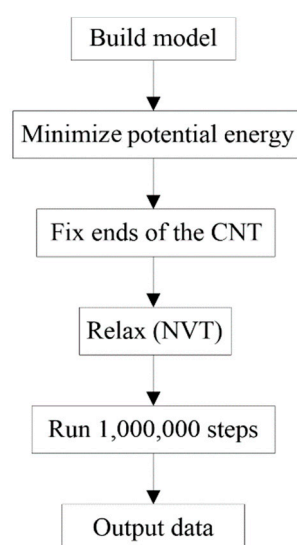 Build model
Minimize potential energy
Fix ends of the CNT
Relax (NVT)
Run 1,000,000 steps
Output data